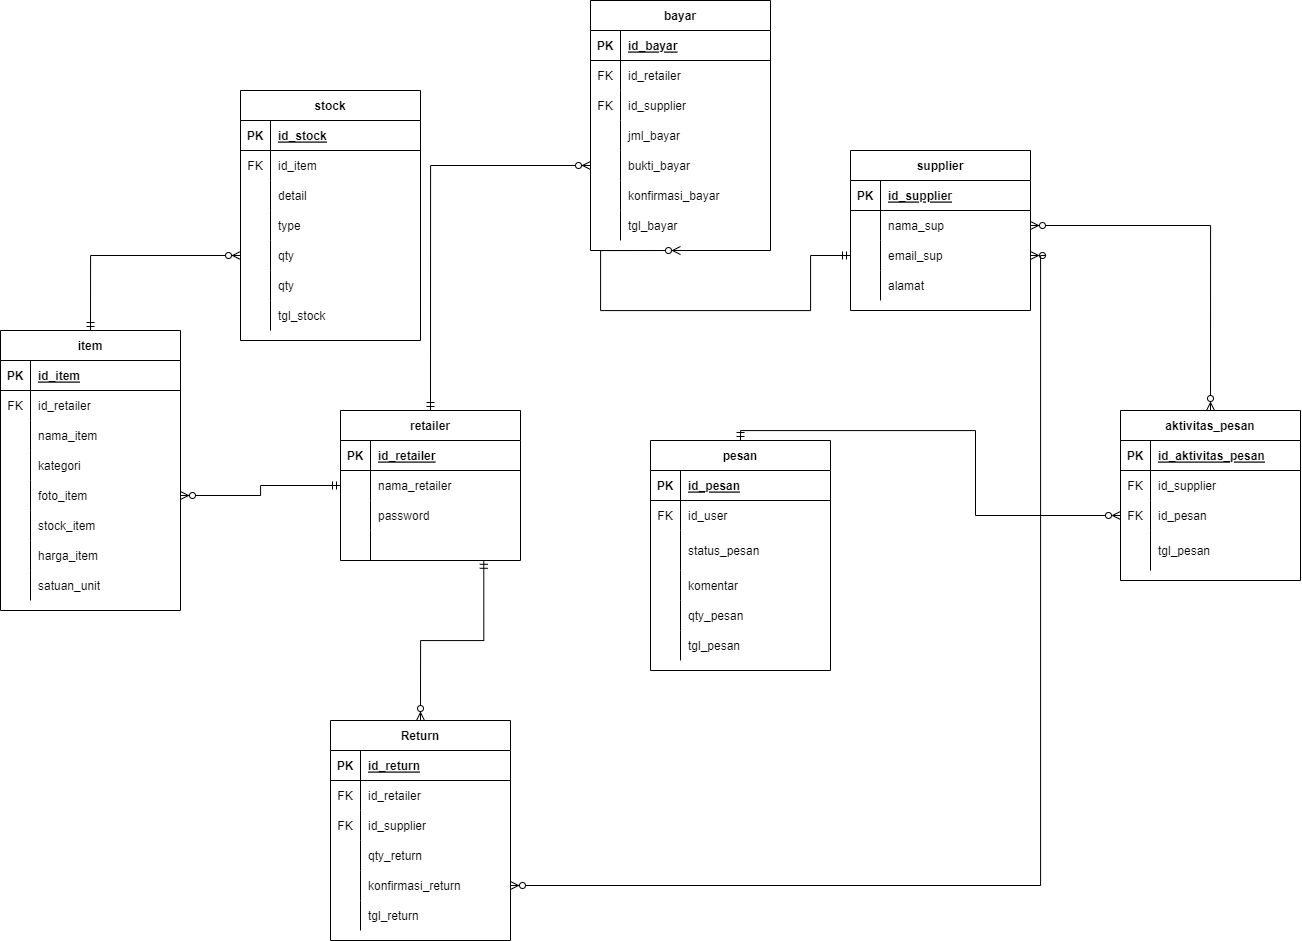 bayar
PK id_bayar
FK id_retailer
FK id_supplier
jml_bayar
bukti_bayar
konfirmasi_bayar
tgl_bayar
stock
PK id_stock
FK id_item
detail
type
qty
qty
tgl_stock
supplier
PK id_supplier
nama_sup
email_sup
alamat
item
PK id_item
FK id_retailer
nama_item
kategori
foto_item
stock_item
harga_item
satuan_unit
retailer
PK id_retailer
nama_retailer
password
pesan
PK id_pesan
FK id_user
status_pesan
komentar
qty_pesan
tgl_pesan
aktivitas_pesan
PK id_aktivitas_pesan
FK id_supplier
FK id_pesan
tgl_pesan
Return
PK id_return
FK id_retailer
FK id_supplier
qty_return
konfirmasi_return
tgl_return